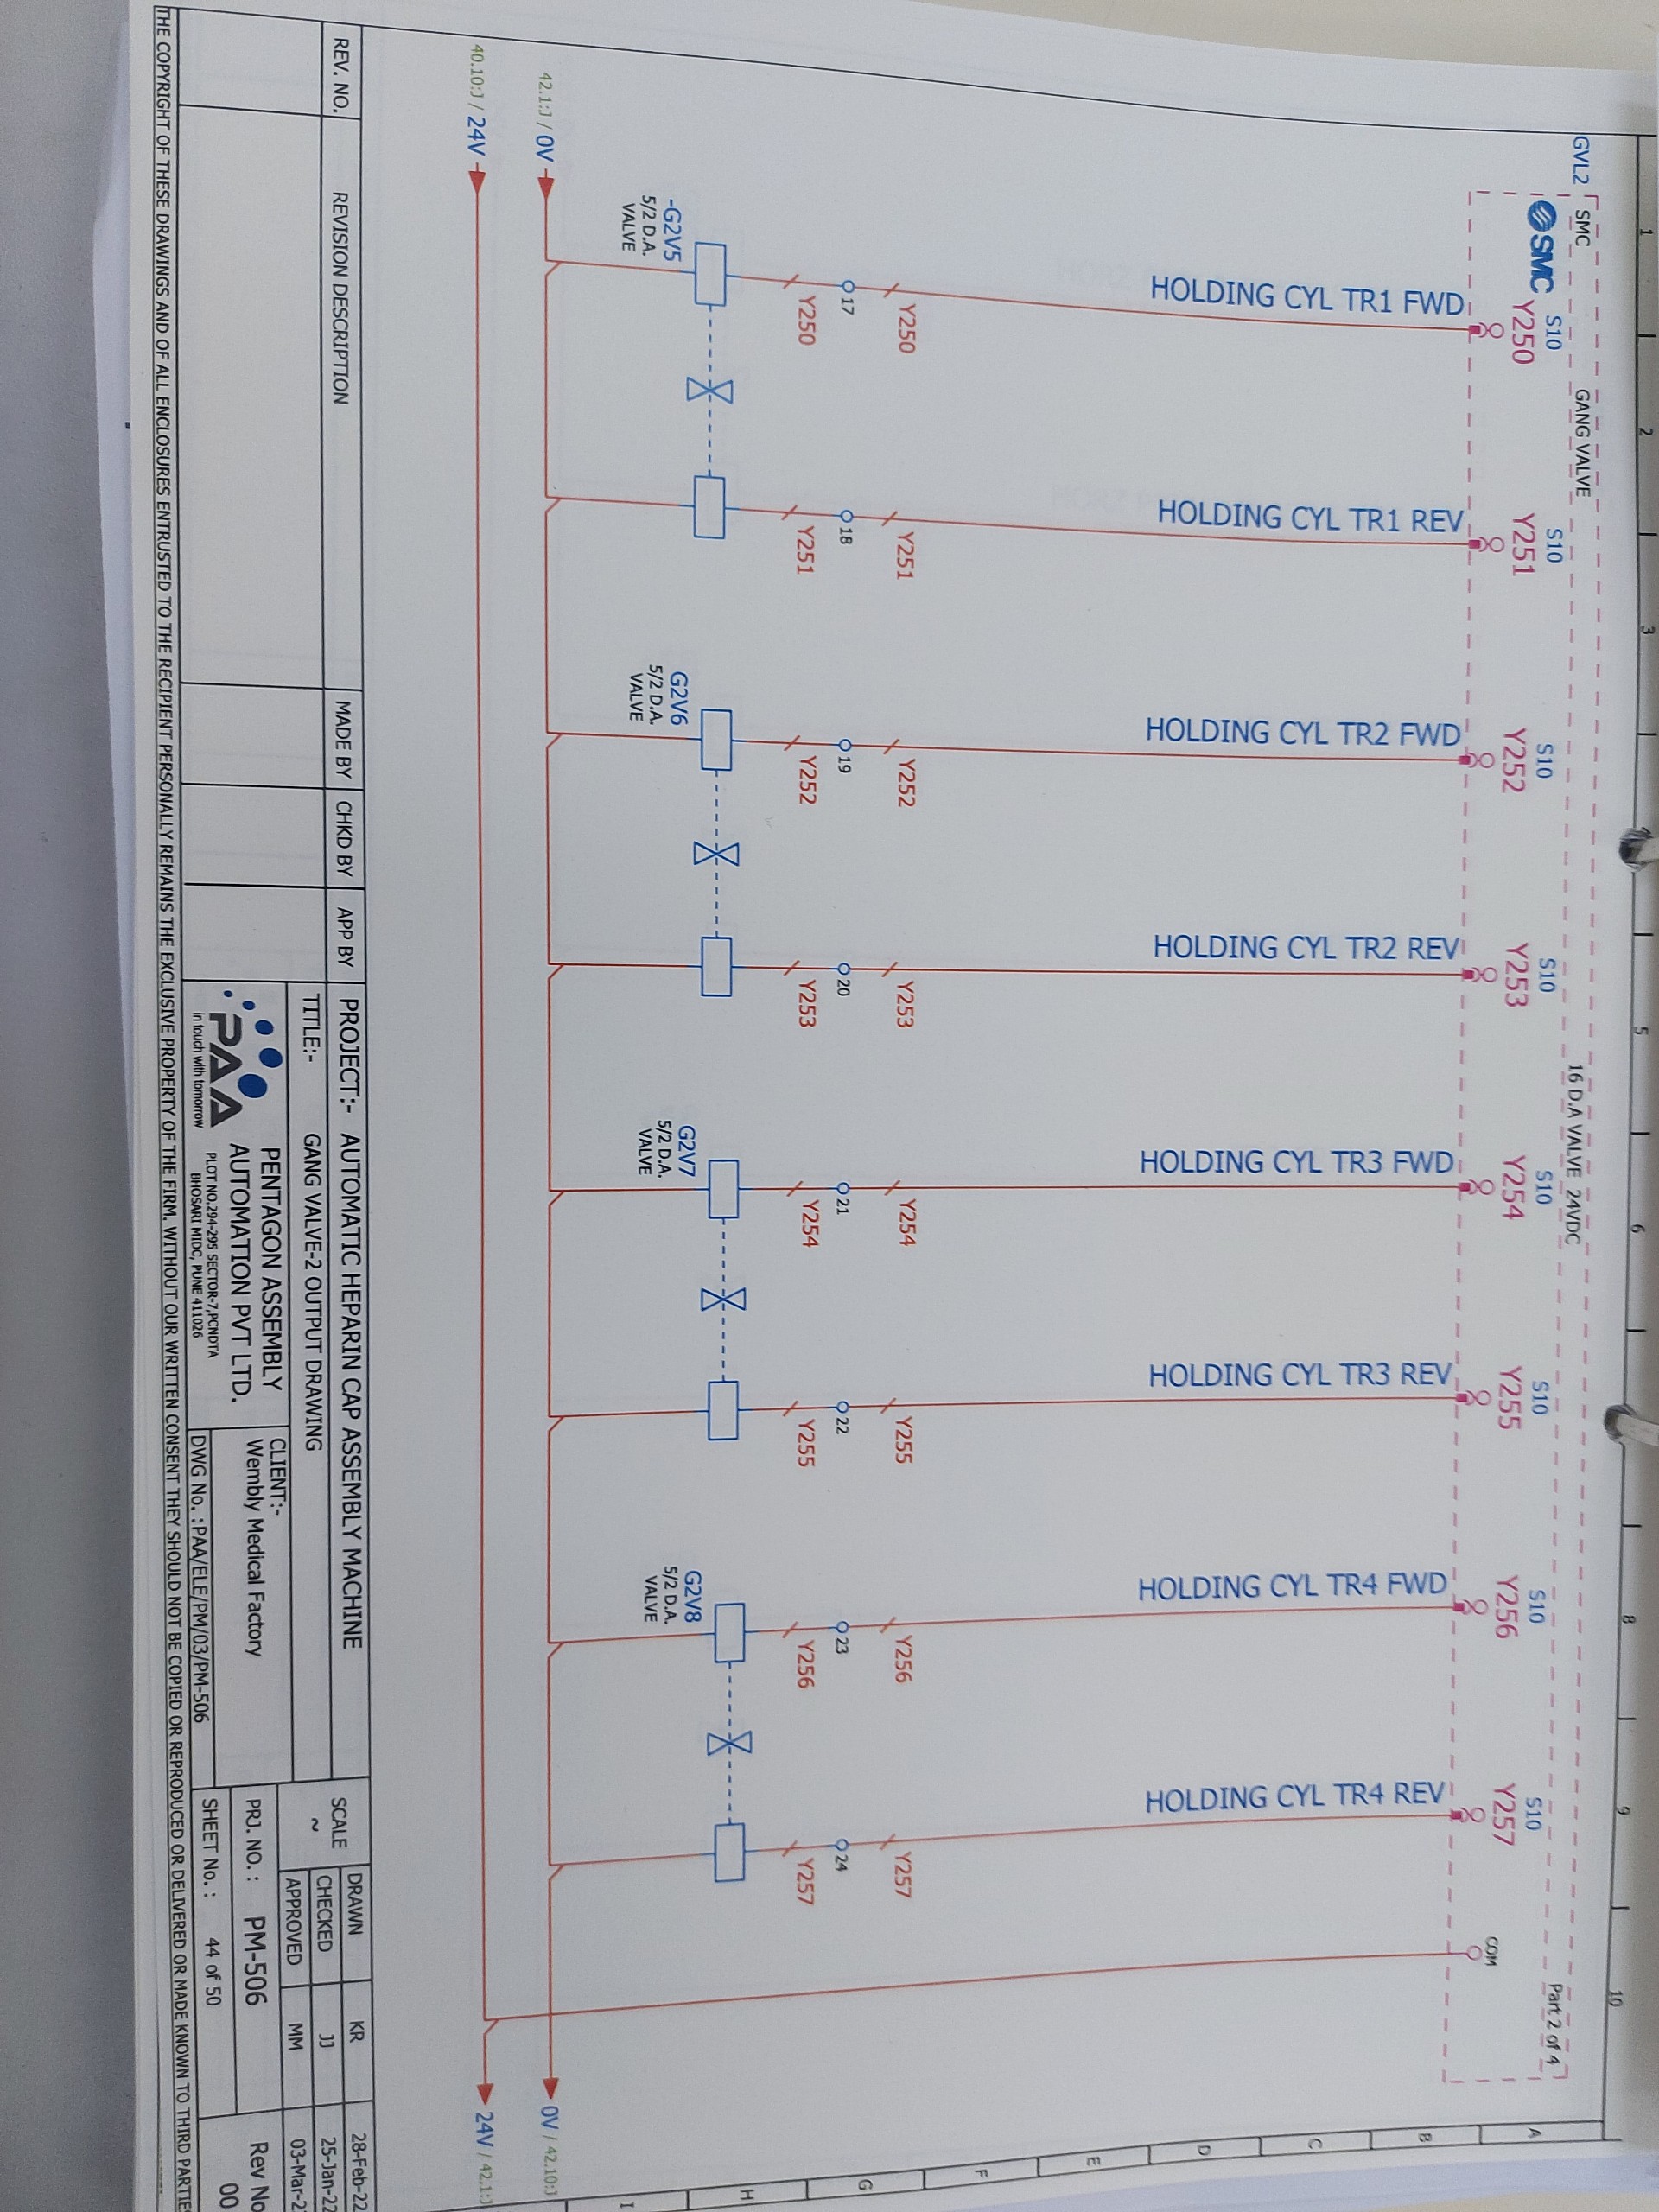 1 2 3 5 6 8 9 10
GVL2 SMC GANG VALVE 16 D.A VALVE 24VDC Part 2 of 4
SMC
S10 S10 S10 S10 S10 S10 S10 S10 COM
Y250 Y251 Y252 Y253 Y254 Y255 Y256 Y257
HOLDING CYL TR1 FWD
HOLDING CYL TR1 REV
HOLDING CYL TR2 FWD
HOLDING CYL TR2 REV
HOLDING CYL TR3 FWD
HOLDING CYL TR3 REV
HOLDING CYL TR4 FWD
HOLDING CYL TR4 REV
Y250 Y251 Y252 Y253 Y254 Y255 Y256 Y257
17 18 19 20 21 22 23 24
Y250 Y251 Y252 Y253 Y254 Y255 Y256 Y257
-G2V5
5/2 D.A.
VALVE
G2V6
5/2 D.A.
VALVE
G2V7
5/2 D.A.
VALVE
G2V8
5/2 D.A.
VALVE
A
B
C
D
E
F
G
H
I
42.1:J / 0V 0V / 42.10:J
40.10:J / 24V 24V / 42.1:J
REV. NO. REVISION DESCRIPTION MADE BY CHKD BY APP BY
PROJECT:- AUTOMATIC HEPARIN CAP ASSEMBLY MACHINE
TITLE:- GANG VALVE-2 OUTPUT DRAWING
PAA
in touch with tomorrow
PENTAGON ASSEMBLY
AUTOMATION PVT LTD.
PLOT NO.294-295 SECTOR-7,PCNDTA
BHOSARI MIDC, PUNE 411026
CLIENT:-
Wembly Medical Factory
DWG No. :PAA/ELE/PM/03/PM-506
SCALE
~
DRAWN KR 28-Feb-22
CHECKED JJ 25-Jan-22
APPROVED MM 03-Mar-2
PRJ. NO. : PM-506
SHEET No. : 44 of 50
Rev No
00
THE COPYRIGHT OF THESE DRAWINGS AND OF ALL ENCLOSURES ENTRUSTED TO THE RECIPIENT PERSONALLY REMAINS THE EXCLUSIVE PROPERTY OF THE FIRM. WITHOUT OUR WRITTEN CONSENT THEY SHOULD NOT BE COPIED OR REPRODUCED OR DELIVERED OR MADE KNOWN TO THIRD PARTIE